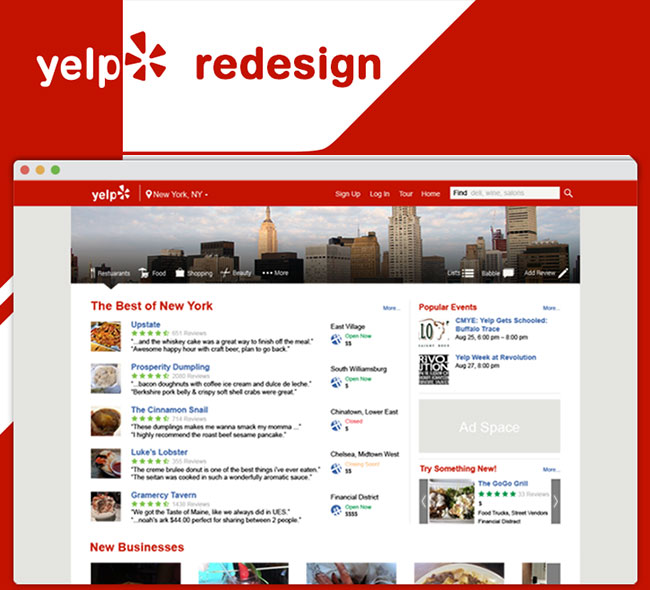 yelp redesign
yelp New York, NY Sign Up Log In Tour Home Find deli, wine, salons
Restuarants Food Shopping Beauty More Lists Babble Add Review
The Best of New York More...
Upstate
651 Reviews
"...and the whiskey cake was a great way to finish off the meal."
"Awesome happy hour with craft beer, plan to go back."
East Village
Open Now
$$
Prosperity Dumpling
2080 Reviews
"...bacon doughnuts with coffee ice cream and dulce de leche."
"Berkshire pork belly & crispy soft shell crabs were great."
South Williamsburg
Open Now
$
The Cinnamon Snail
714 Reviews
"These dumplings make me wanna smack my momma ..."
"I highly recommend the roast beef sesame pancake."
Chinatown, Lower East
Closed
$
Luke's Lobster
355 Reviews
"The creme brulee donut is one of the best things i've ever eaten."
"The seitan was cooked in such a wonderfully aromatic sauce."
Chelsea, Midtown West
Closing Soon!
$$
Gramercy Tavern
1430 Reviews
"We got the Taste of Maine, like we always did in UES."
"...noah's ark $44.00 perfect for sharing between 2 people."
Financial District
Open Now
$$$$
New Businesses
Popular Events More...
CMYE: Yelp Gets Schooled:
Buffalo Trace
Aug 25, 6:00 pm – 8:00 pm
Yelp Week at Revolution
Aug 27, 8:00 pm
RIVO
UTION
Ad Space
Try Something New! More...
The GoGo Grill
33 Reviews
$
Food Trucks, Street Vendors
Financial District